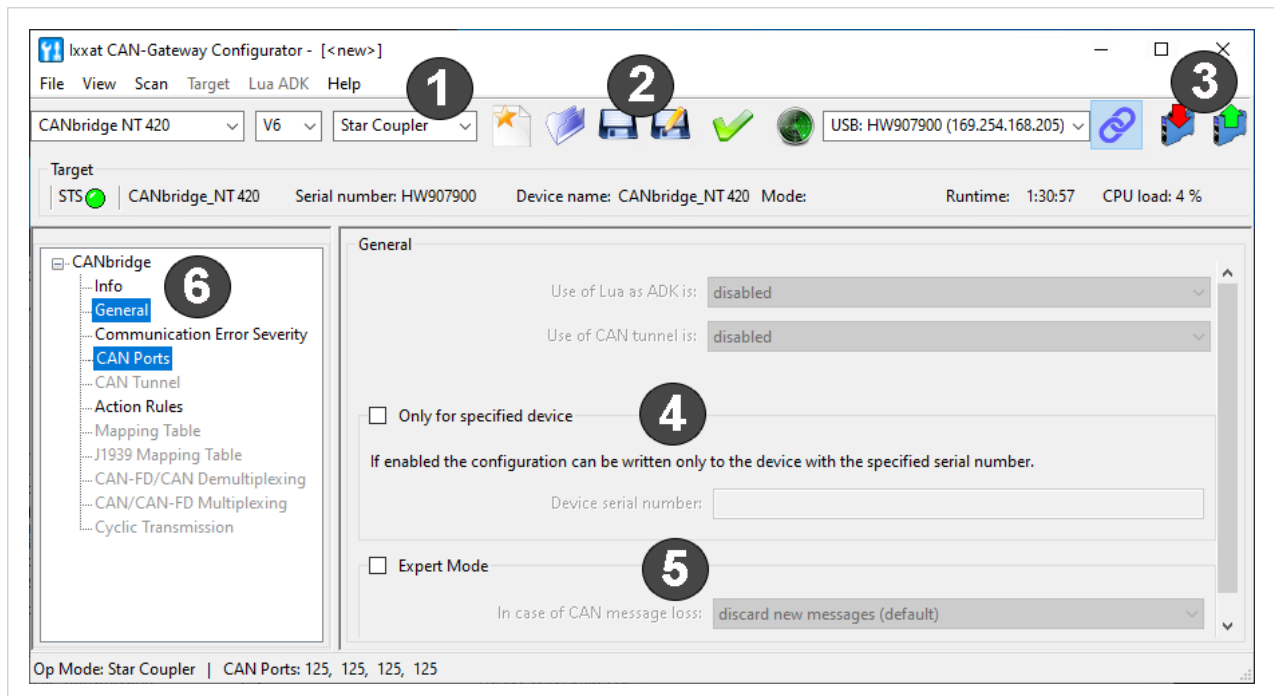 Ixxat CAN-Gateway Configurator - [<new>]
File View Scan Target Lua ADK Help
1
2
3
CANbridge NT 420 V6 Star Coupler USB: HW907900 (169.254.168.205)
Target
STS CANbridge_NT 420 Serial number: HW907900 Device name: CANbridge_NT 420 Mode: Runtime: 1:30:57 CPU load: 4 %
CANbridge
Info
General
Communication Error Severity
CAN Ports
CAN Tunnel
Action Rules
Mapping Table
J1939 Mapping Table
CAN-FD/CAN Demultiplexing
CAN/CAN-FD Multiplexing
Cyclic Transmission
6
General
Use of Lua as ADK is: disabled
Use of CAN tunnel is: disabled
Only for specified device
4
If enabled the configuration can be written only to the device with the specified serial number.
Device serial number:
Expert Mode
5
In case of CAN message loss: discard new messages (default)
Op Mode: Star Coupler | CAN Ports: 125, 125, 125, 125